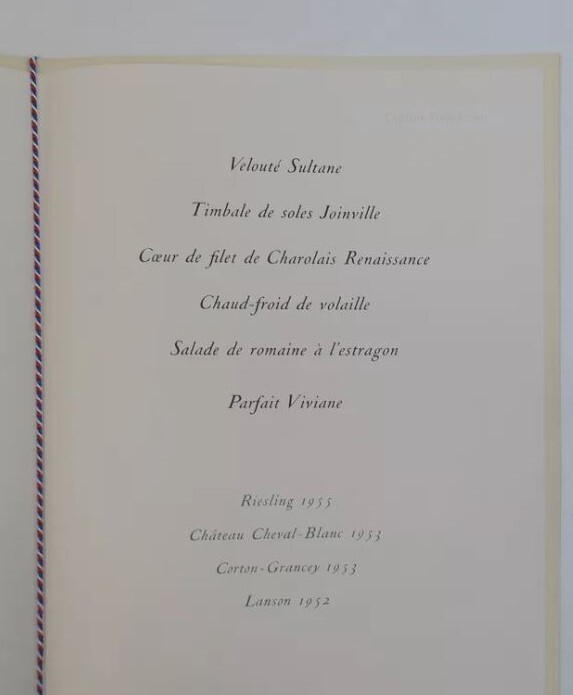 Velouté Sultane
Timbale de soles Joinville
Cœur de filet de Charolais Renaissance
Chaud-froid de volaille
Salade de romaine à l'estragon
Parfait Viviane
Riesling 1955
Château Cheval-Blanc 1953
Corton-Grancey 1953
Lanson 1952